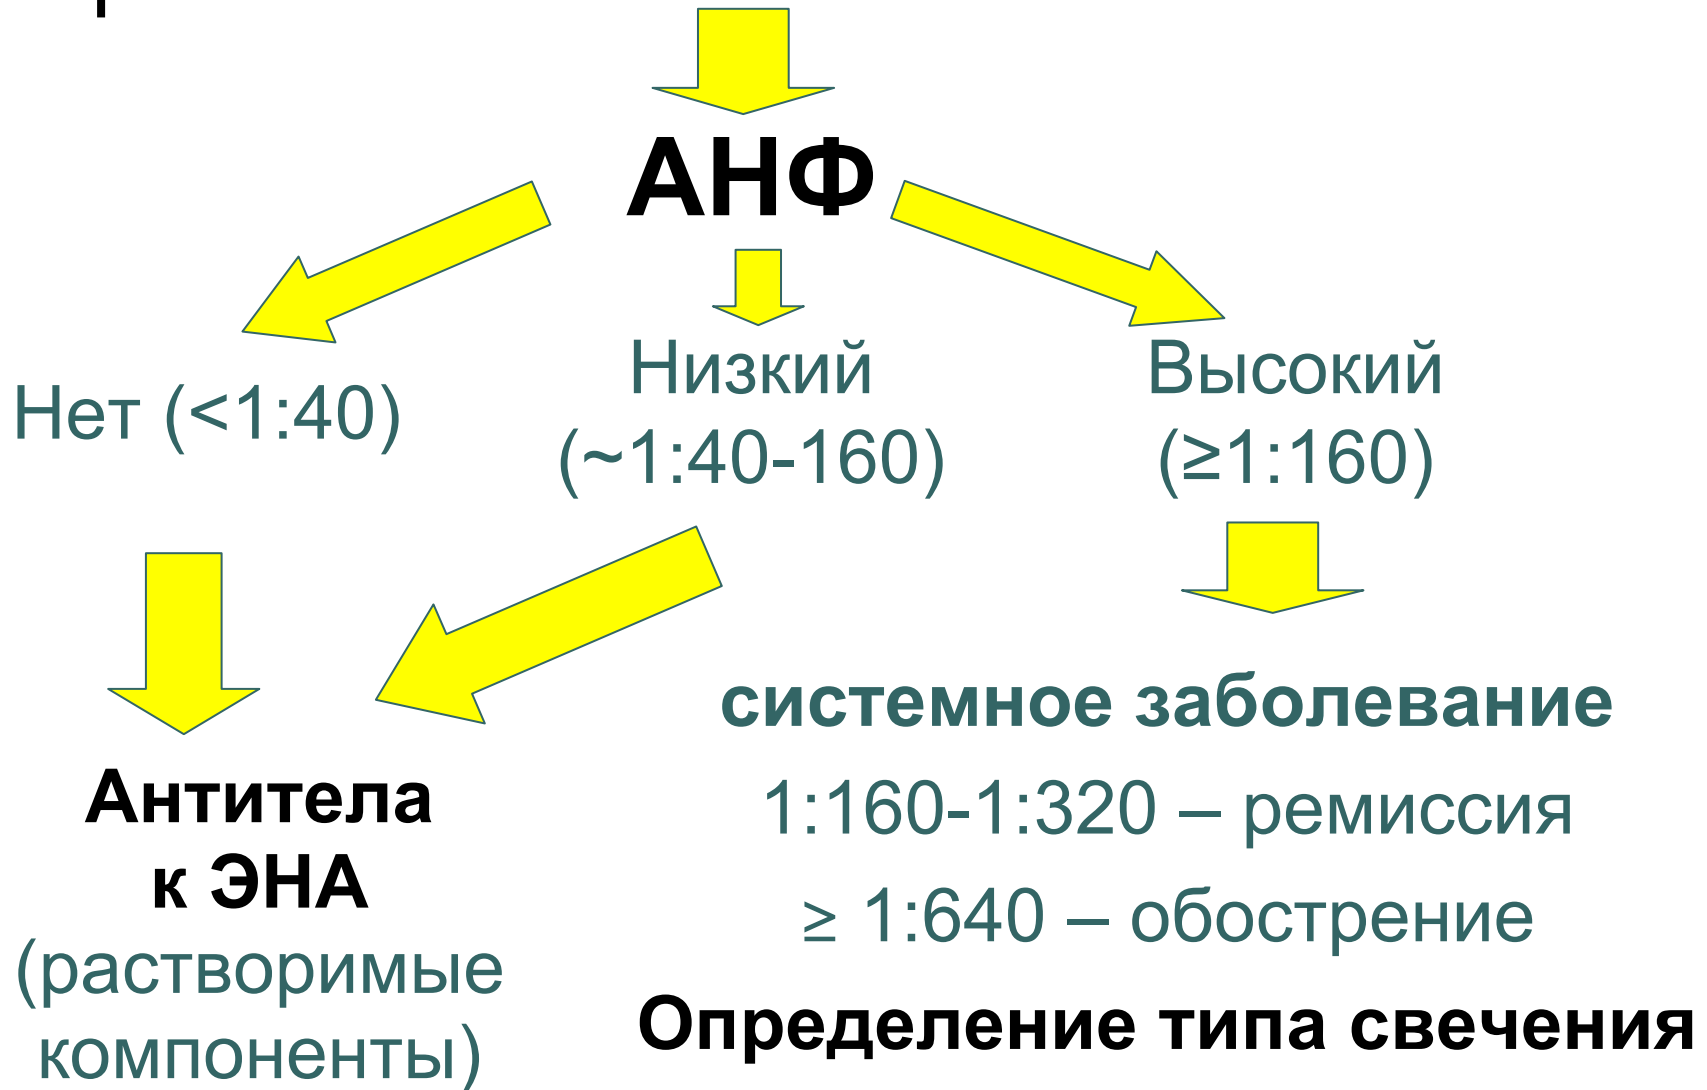 АНФ
Нет (<1:40)
Низкий
(~1:40-160)
Высокий
(≥1:160)
Антитела
к ЭНА
(растворимые
компоненты)
системное заболевание
1:160-1:320 – ремиссия
≥ 1:640 – обострение
Определение типа свечения